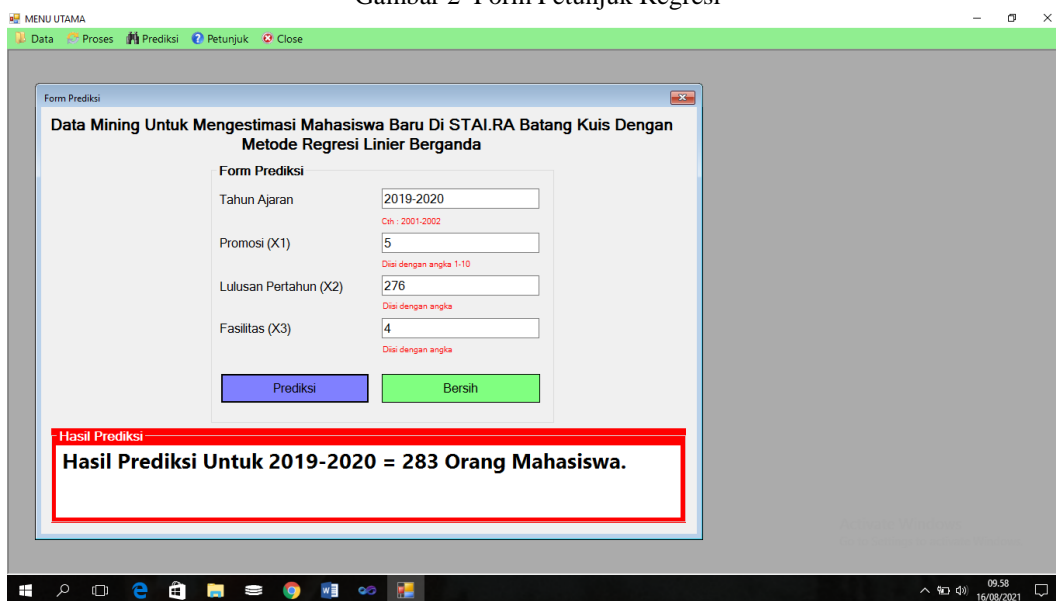 Gambar 2 Form Petunjuk Regresi
MENU UTAMA
Data Proses Prediksi Petunjuk Close
Form Prediksi
Data Mining Untuk Mengestimasi Mahasiswa Baru Di STAI.RA Batang Kuis Dengan
Metode Regresi Linier Berganda
Form Prediksi
Tahun Ajaran 2019-2020
Cth : 2001-2002
Promosi (X1) 5
Diisi dengan angka 1-10
Lulusan Pertahun (X2) 276
Diisi dengan angka
Fasilitas (X3) 4
Diisi dengan angka
Prediksi Bersih
Hasil Prediksi
Hasil Prediksi Untuk 2019-2020 = 283 Orang Mahasiswa.
09.58
16/08/2021